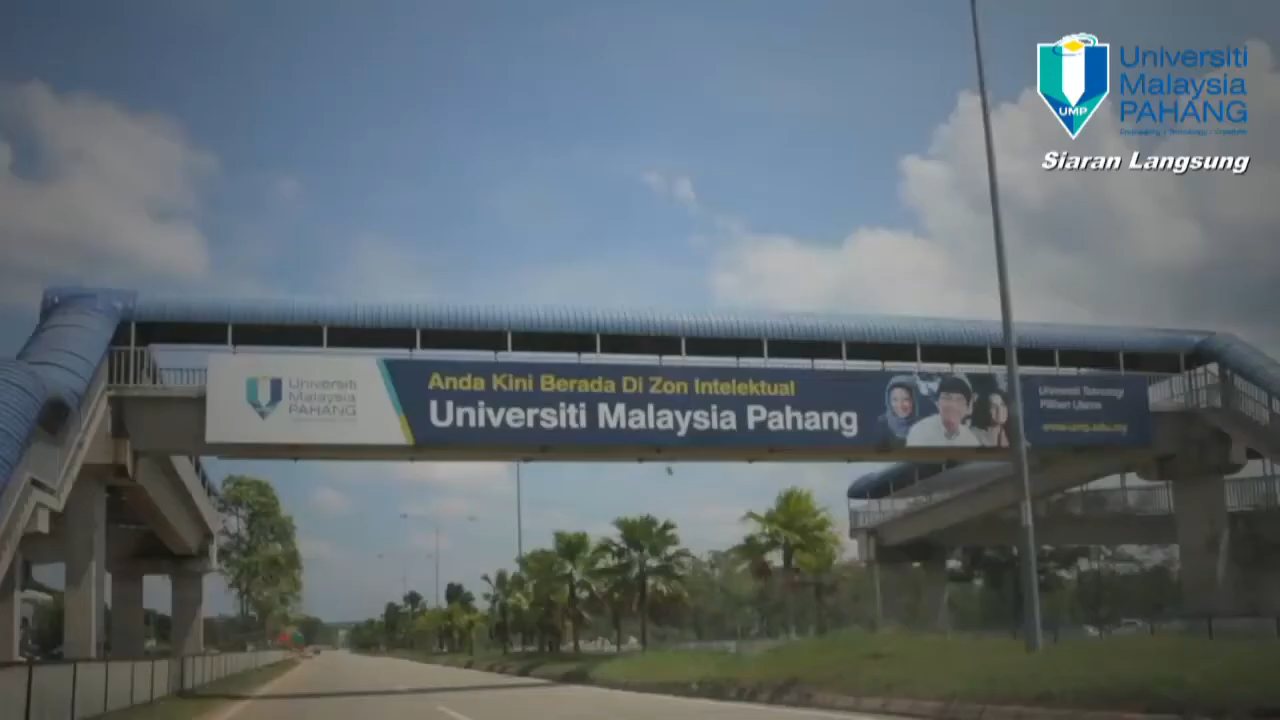 Universiti
Malaysia
PAHANG
UMP
Siaran Langsung
Universiti
Malaysia
PAHANG
Anda Kini Berada Di Zon Intelektual
Universiti Malaysia Pahang
Universiti Teknologi
Pilihan Utama
www.ump.edu.my